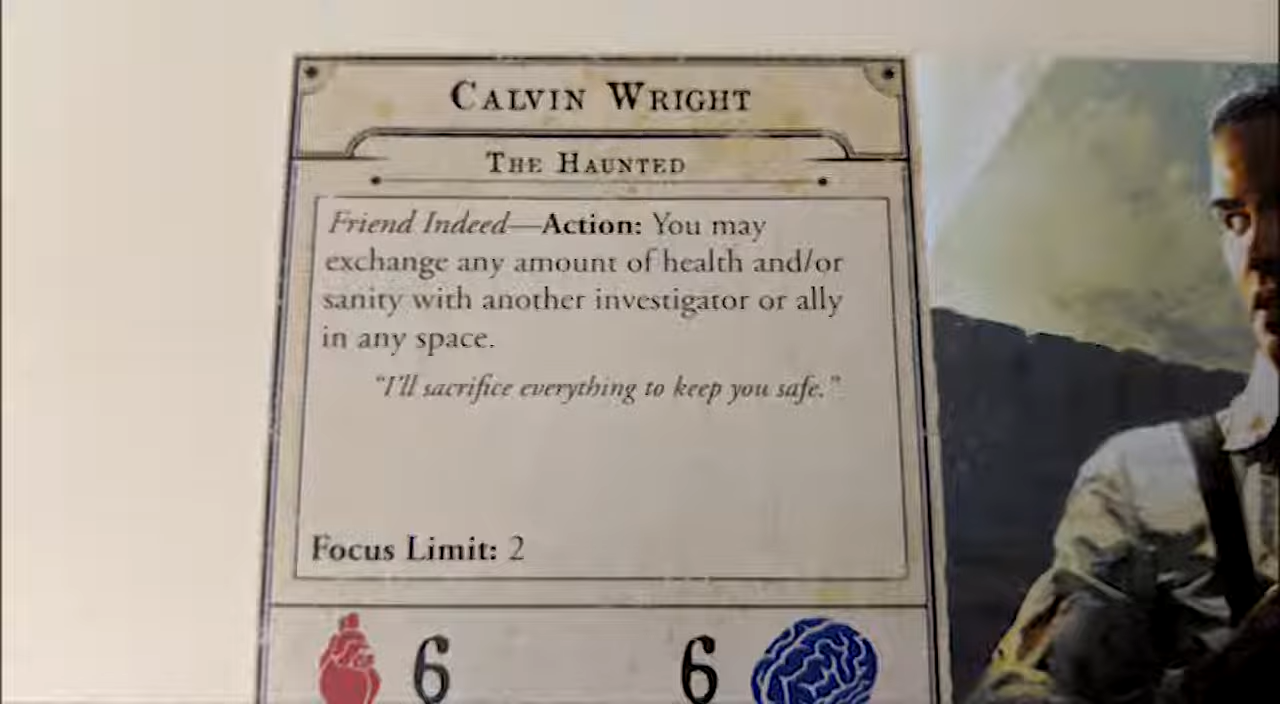 CALVIN WRIGHT
THE HAUNTED
Friend Indeed—Action: You may
exchange any amount of health and/or
sanity with another investigator or ally
in any space.
"I'll sacrifice everything to keep you safe."
Focus Limit: 2
6 6